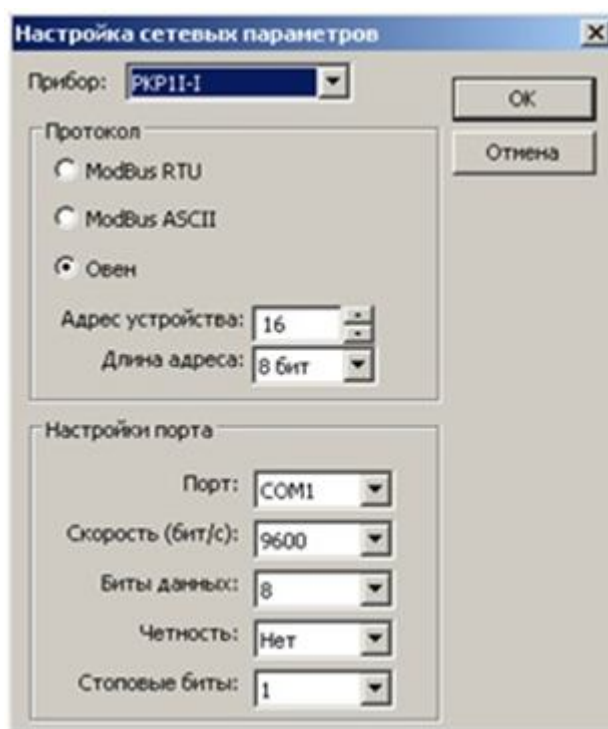 Настройка сетевых параметров
Прибор: PKP1I-I
OK
Отмена
Протокол
ModBus RTU
ModBus ASCII
Овен
Адрес устройства: 16
Длина адреса: 8 бит
Настройки порта
Порт: COM1
Скорость (бит/с): 9600
Биты данных: 8
Четность: Нет
Стоповые биты: 1